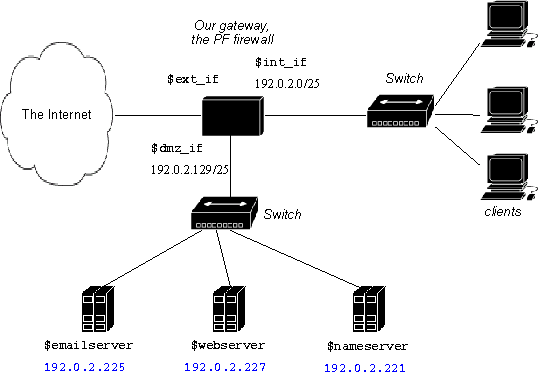 Our gateway,
the PF firewall
$int_if
192.0.2.0/25
$ext_if
Switch
The Internet
$dmz_if
192.0.2.129/25
Switch
clients
$emailserver
192.0.2.225
$webserver
192.0.2.227
$nameserver
192.0.2.221